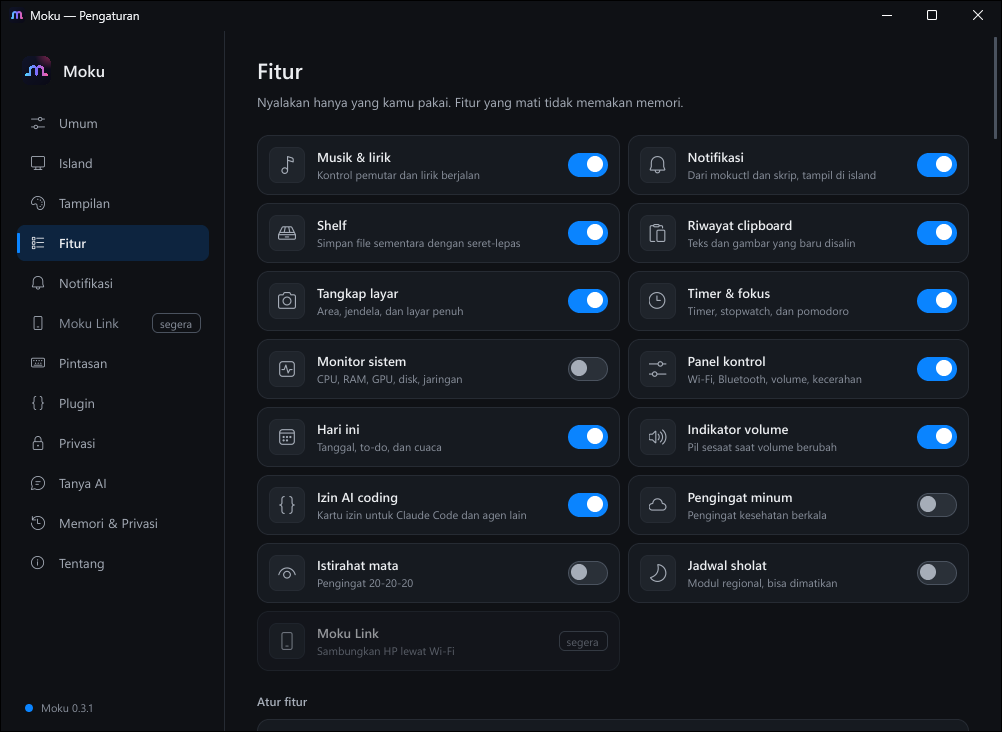 Moku — Pengaturan
Moku
Umum
Island
Tampilan
Fitur
Notifikasi
Moku Link
segera
Pintasan
Plugin
Privasi
Tanya AI
Memori & Privasi
Tentang
Moku 0.3.1
Fitur
Nyalakan hanya yang kamu pakai. Fitur yang mati tidak memakan memori.
Musik & lirik
Kontrol pemutar dan lirik berjalan
Notifikasi
Dari mokuctl dan skrip, tampil di island
Shelf
Simpan file sementara dengan seret-lepas
Riwayat clipboard
Teks dan gambar yang baru disalin
Tangkap layar
Area, jendela, dan layar penuh
Timer & fokus
Timer, stopwatch, dan pomodoro
Monitor sistem
CPU, RAM, GPU, disk, jaringan
Panel kontrol
Wi-Fi, Bluetooth, volume, kecerahan
Hari ini
Tanggal, to-do, dan cuaca
Indikator volume
Pil sesaat saat volume berubah
Izin AI coding
Kartu izin untuk Claude Code dan agen lain
Pengingat minum
Pengingat kesehatan berkala
Istirahat mata
Pengingat 20-20-20
Jadwal sholat
Modul regional, bisa dimatikan
Moku Link
Sambungkan HP lewat Wi-Fi
segera
Atur fitur